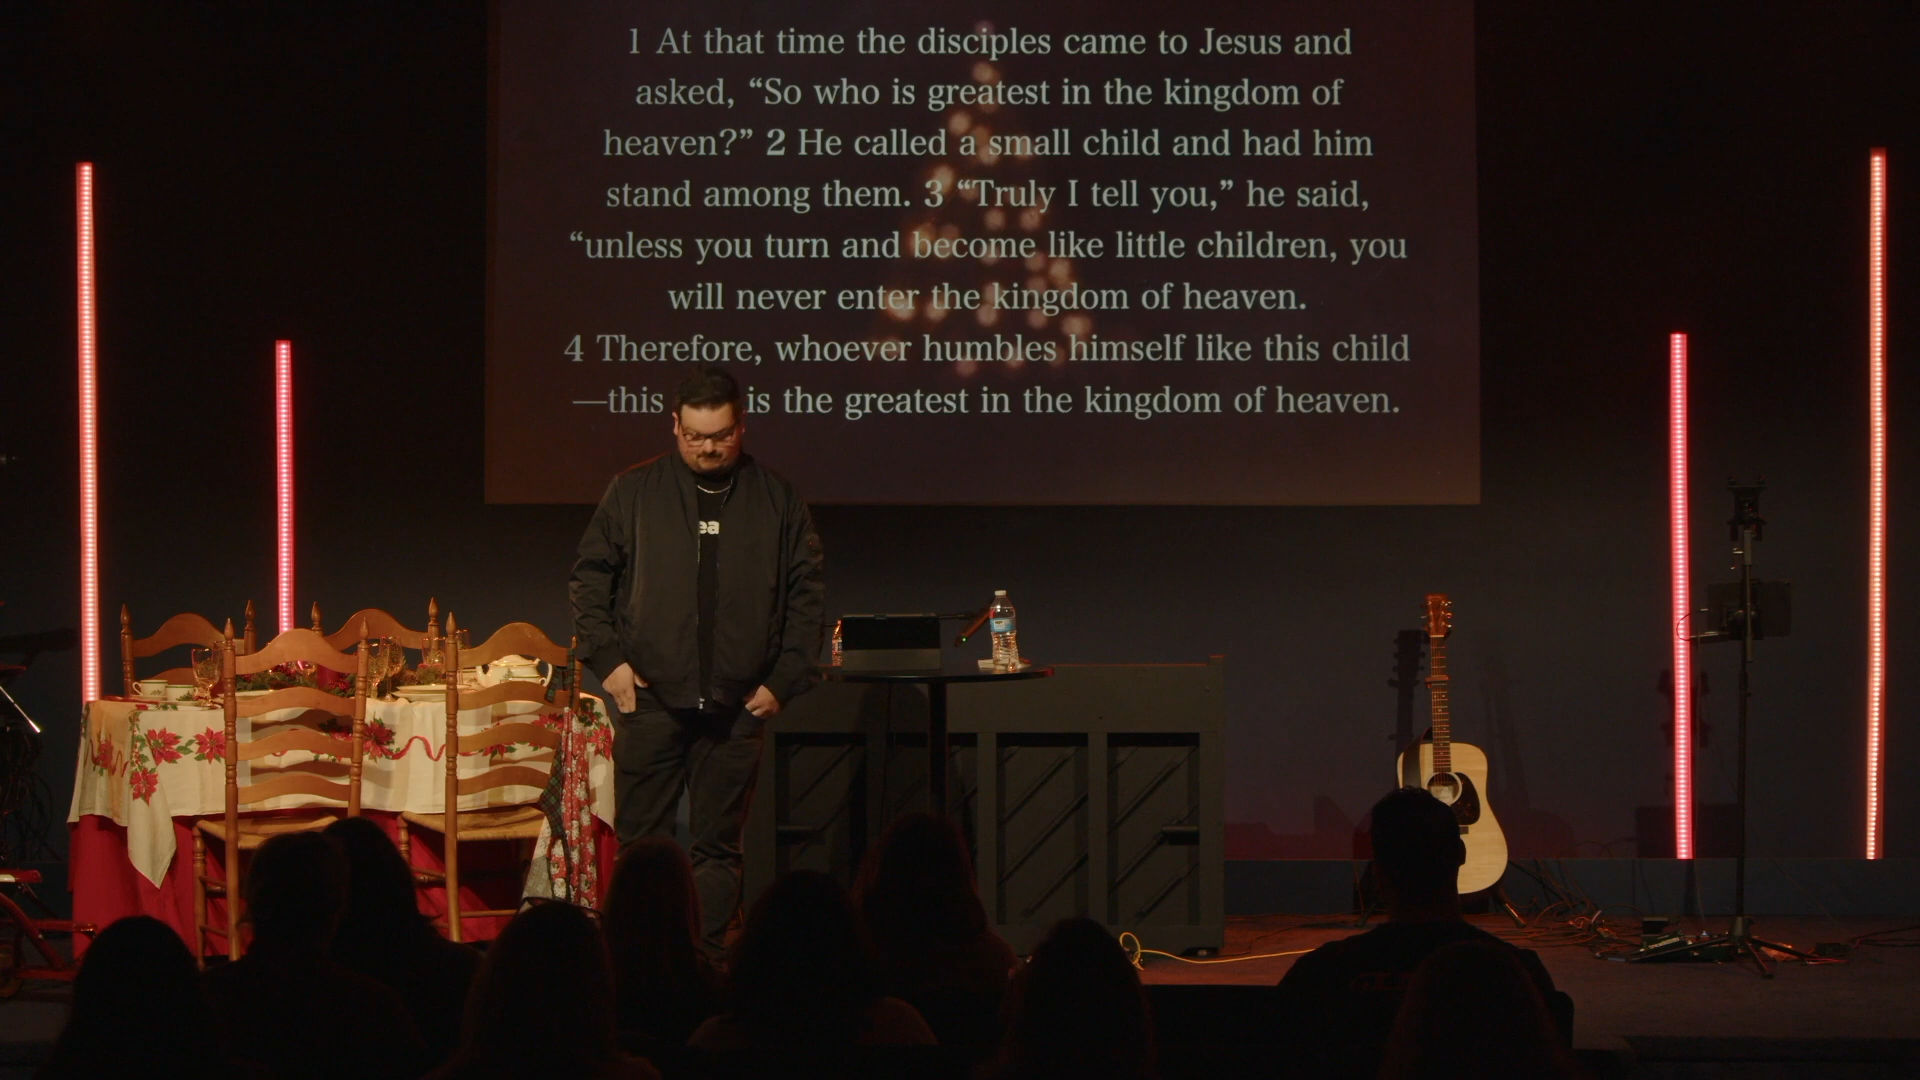 1 At that time the disciples came to Jesus and
asked, “So who is greatest in the kingdom of
heaven?” 2 He called a small child and had him
stand among them. 3 “Truly I tell you,” he said,
“unless you turn and become like little children, you
will never enter the kingdom of heaven.
4 Therefore, whoever humbles himself like this child
—this is the greatest in the kingdom of heaven.
ea